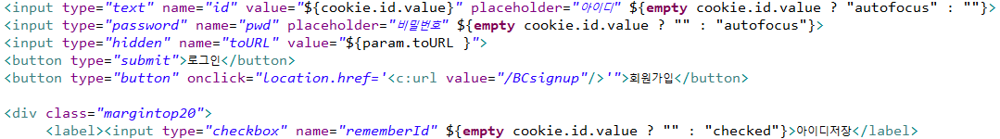 <input type="text" name="id" value="${cookie.id.value}" placeholder="아이디" ${empty cookie.id.value ? "autofocus" : ""}>
<input type="password" name="pwd" placeholder="비밀번호" ${empty cookie.id.value ? "" : "autofocus"}>
<input type="hidden" name="toURL" value="${param.toURL }">
<button type="submit">로그인</button>
<button type="button" onclick="location.href='<c:url value="/BCsignup"/>'">회원가입</button>
<div class="margintop20">
<label><input type="checkbox" name="rememberId" ${empty cookie.id.value ? "" : "checked"}>아이디저장</label>